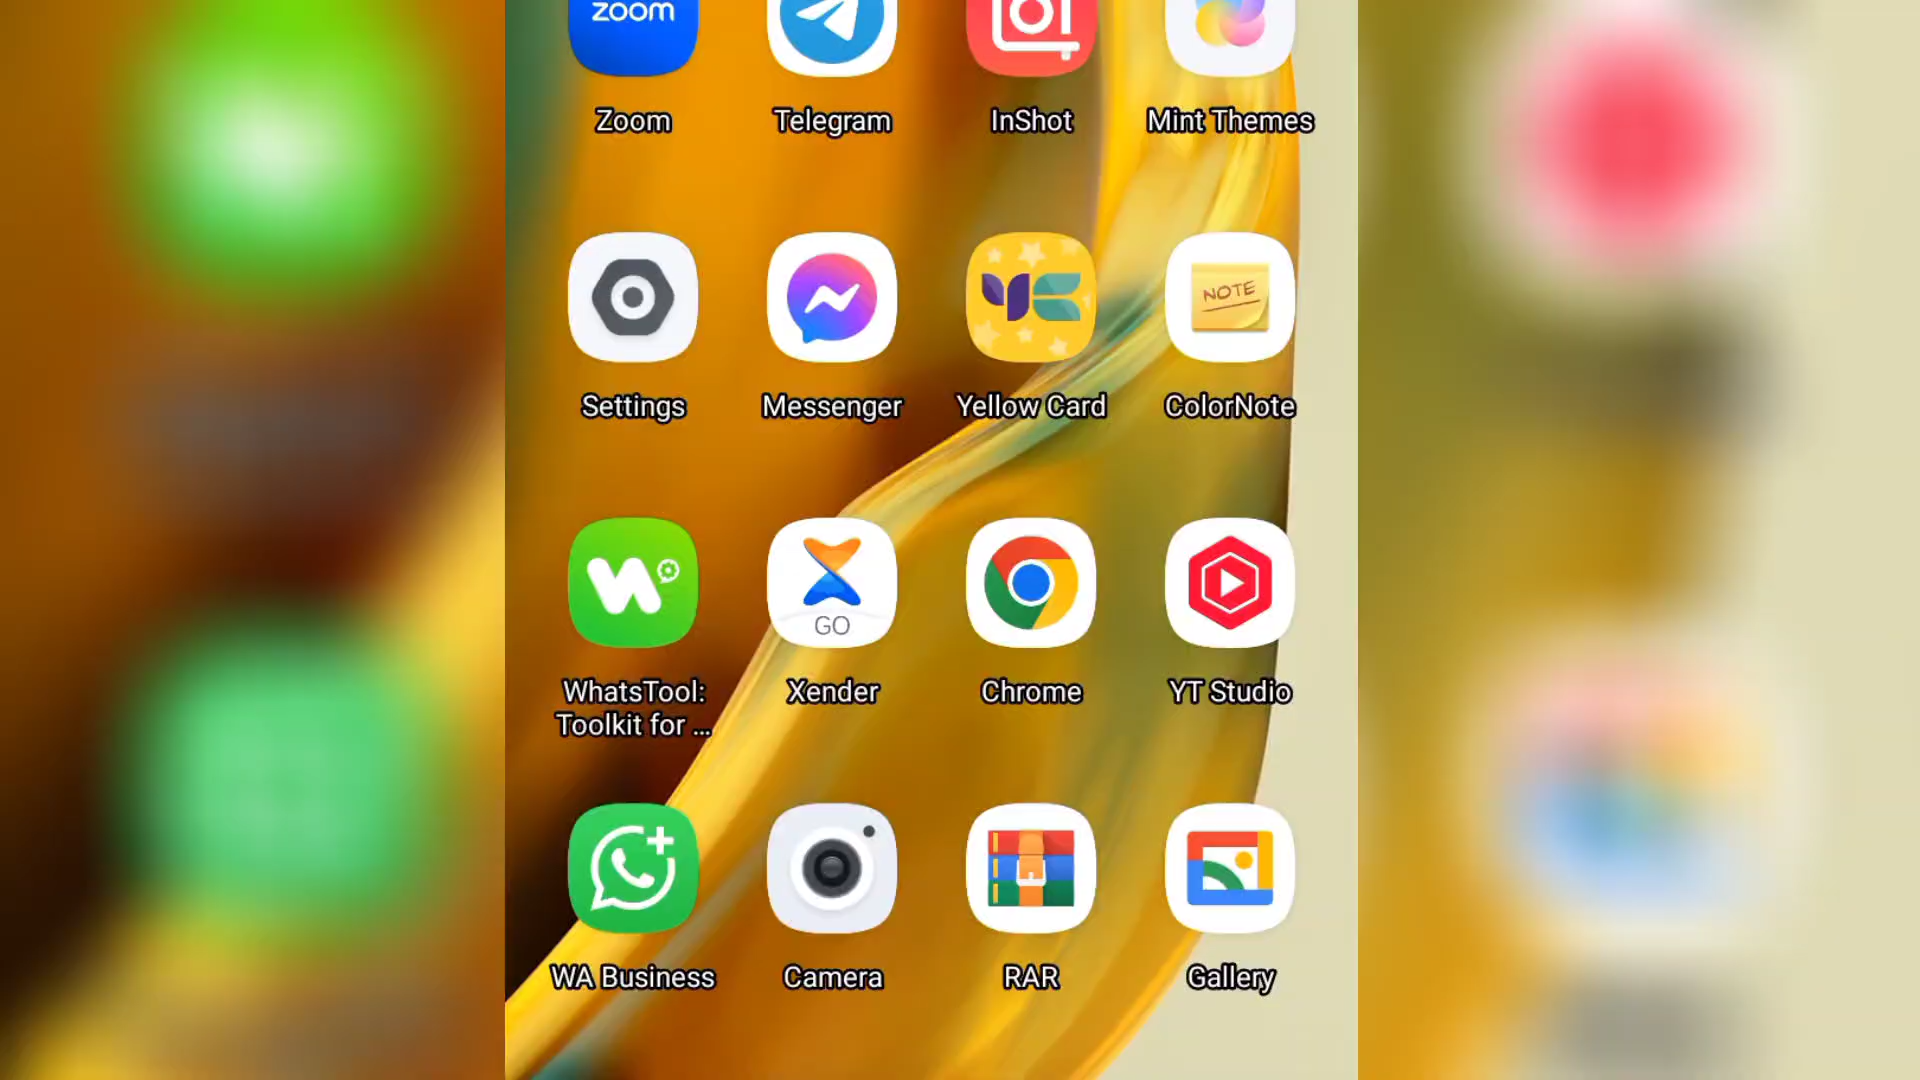 zoom
Zoom
Telegram
InShot
Mint Themes
NOTE
Settings
Messenger
Yellow Card
ColorNote
GO
WhatsTool:
Toolkit for ...
Xender
Chrome
YT Studio
WA Business
Camera
RAR
Gallery